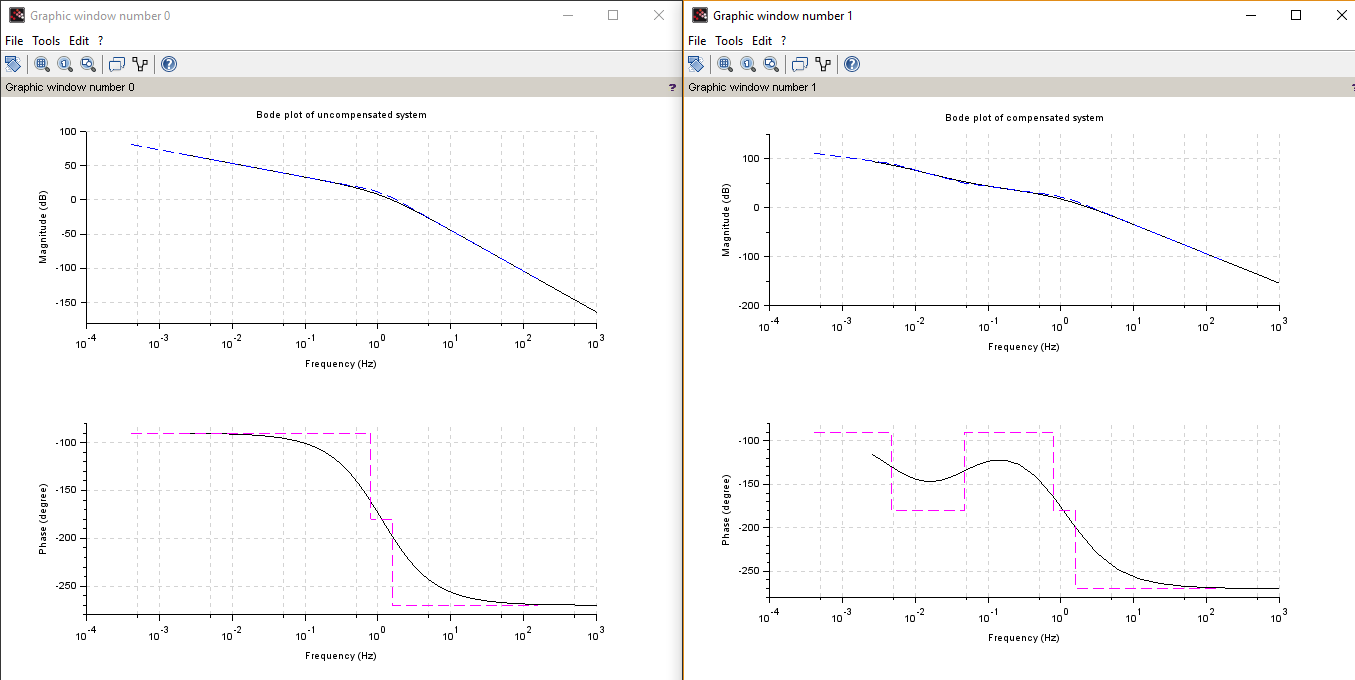 Graphic window number 0
File Tools Edit ?
Graphic window number 0 ?
Bode plot of uncompensated system
100
50
0
-50
-100
-150
Magnitude (dB)
10^-4 10^-3 10^-2 10^-1 10^0 10^1 10^2 10^3
Frequency (Hz)
-100
-150
-200
-250
Phase (degree)
10^-4 10^-3 10^-2 10^-1 10^0 10^1 10^2 10^3
Frequency (Hz)
Graphic window number 1
File Tools Edit ?
Graphic window number 1 ?
Bode plot of compensated system
100
0
-100
-200
Magnitude (dB)
10^-4 10^-3 10^-2 10^-1 10^0 10^1 10^2 10^3
Frequency (Hz)
-100
-150
-200
-250
Phase (degree)
10^-4 10^-3 10^-2 10^-1 10^0 10^1 10^2 10^3
Frequency (Hz)